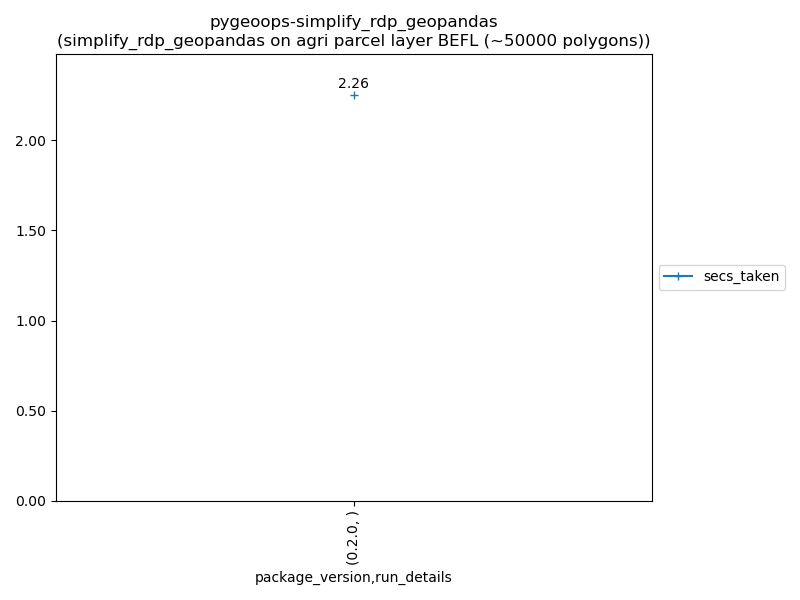 pygeoops-simplify_rdp_geopandas
(simplify_rdp_geopandas on agri parcel layer BEFL (~50000 polygons))
2.26
2.00
1.50
1.00
0.50
0.00
secs_taken
(0.2.0, )
package_version,run_details